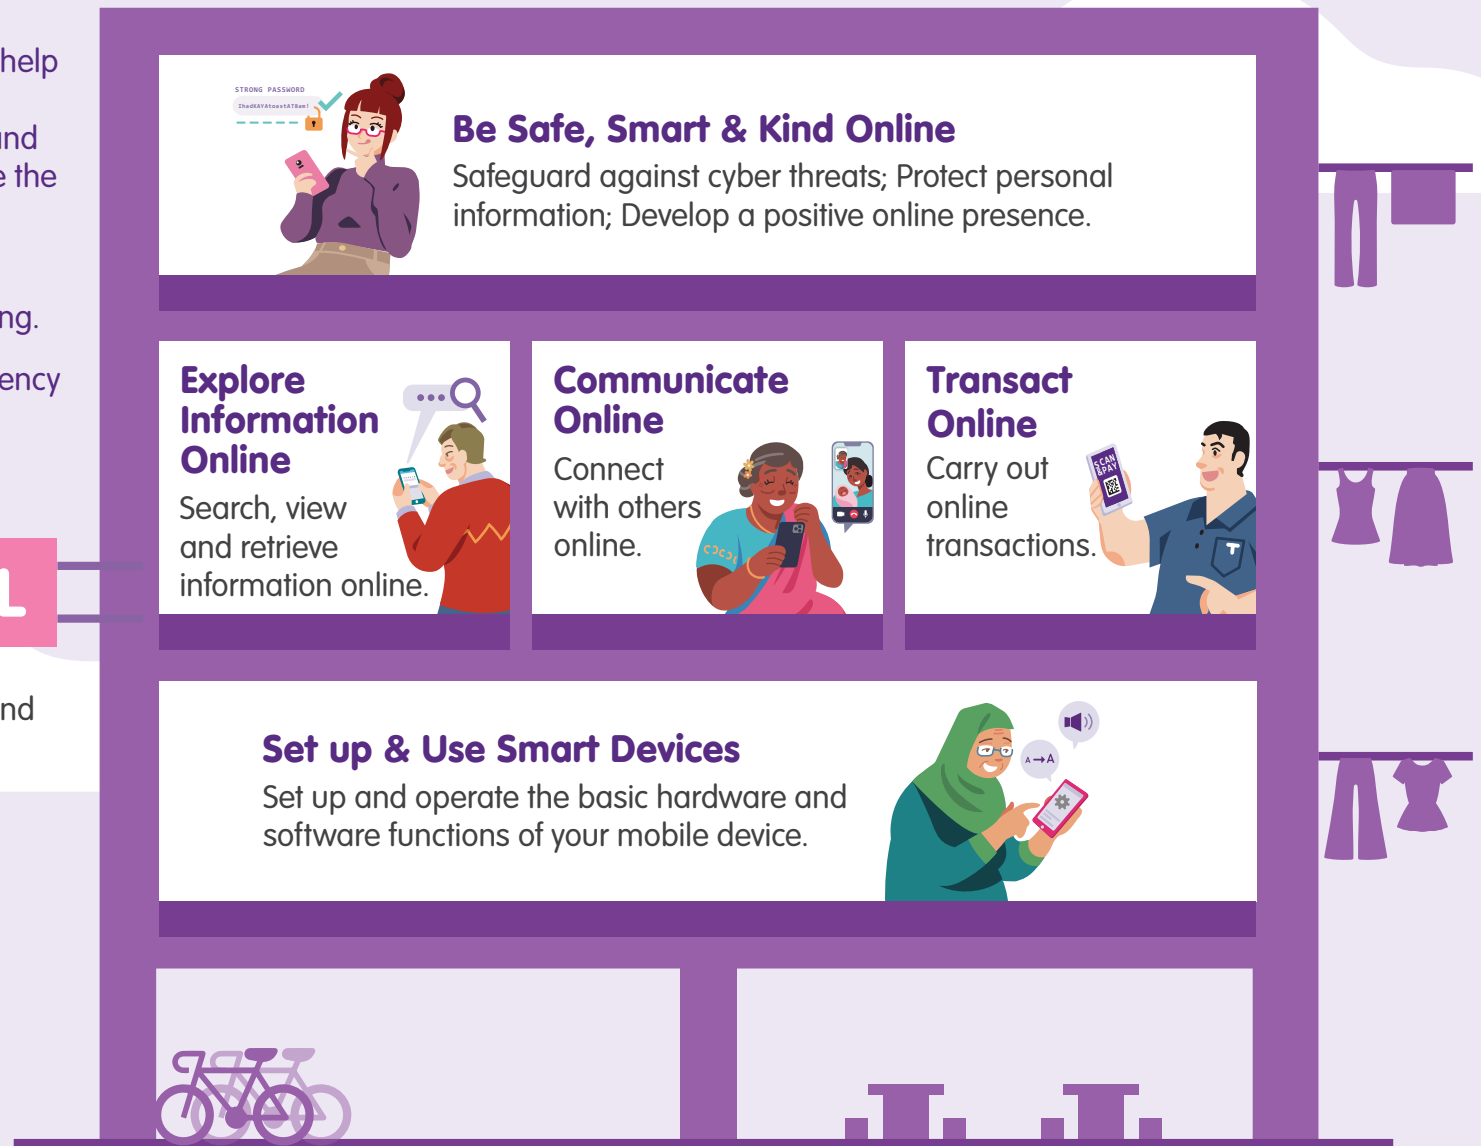 help
and
e the
ng.
ency
L
nd
STRONG PASSWORD
IhadKAYAtoastAT8am!
Be Safe, Smart & Kind Online
Safeguard against cyber threats; Protect personal
information; Develop a positive online presence.
Explore
Information
Online
Search, view
and retrieve
information online.
Communicate
Online
Connect
with others
online.
Transact
Online
Carry out
online
transactions.
SCAN
&PAY
T
Set up & Use Smart Devices
Set up and operate the basic hardware and
software functions of your mobile device.
A→A